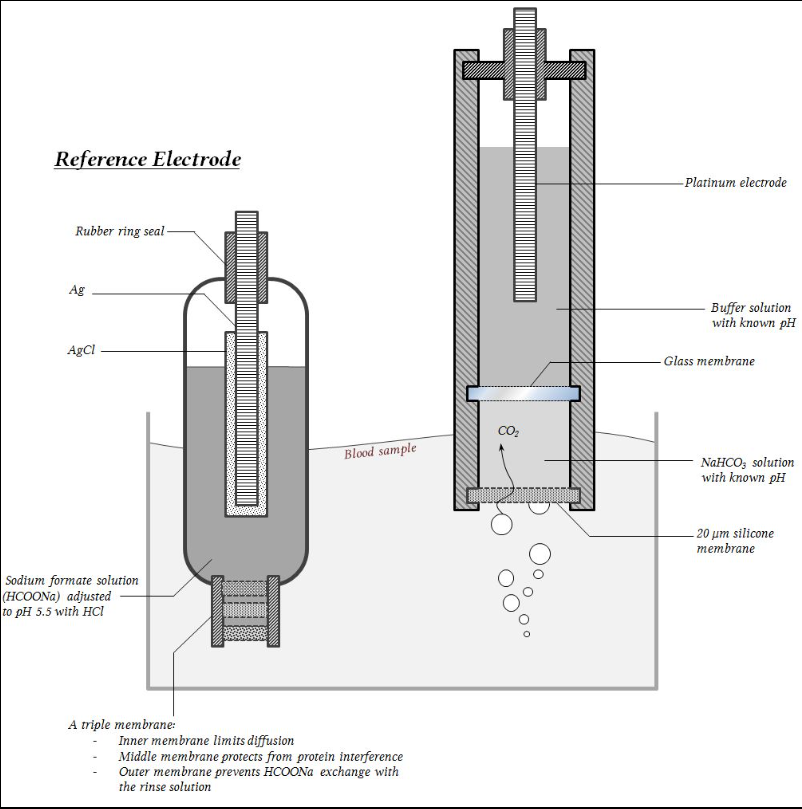 Reference Electrode
Rubber ring seal
Ag
AgCl
Sodium formate solution
(HCOONa) adjusted
to pH 5.5 with HCl
A triple membrane:
- Inner membrane limits diffusion
- Middle membrane protects from protein interference
- Outer membrane prevents HCOONa exchange with
the rinse solution
Blood sample
CO₂
Platinum electrode
Buffer solution
with known pH
Glass membrane
NaHCO₃ solution
with known pH
20 μm silicone
membrane